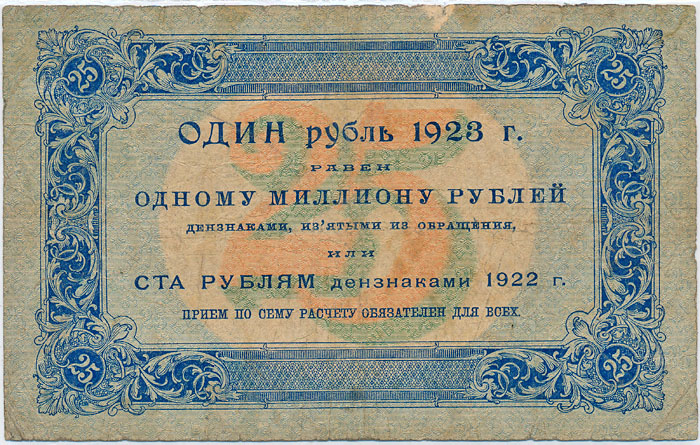 25 25
ОДИН рубль 1923 г.
РАВЕН
ОДНОМУ МИЛЛИОНУ РУБЛЕЙ
ДЕНЗНАКАМИ, ИЗ'ЯТЫМИ ИЗ ОБРАЩЕНИЯ,
ИЛИ
СТА РУБЛЯМ дензнаками 1922 г.
ПРИЕМ ПО СЕМУ РАСЧЕТУ ОБЯЗАТЕЛЕН ДЛЯ ВСЕХ.
25
25 25